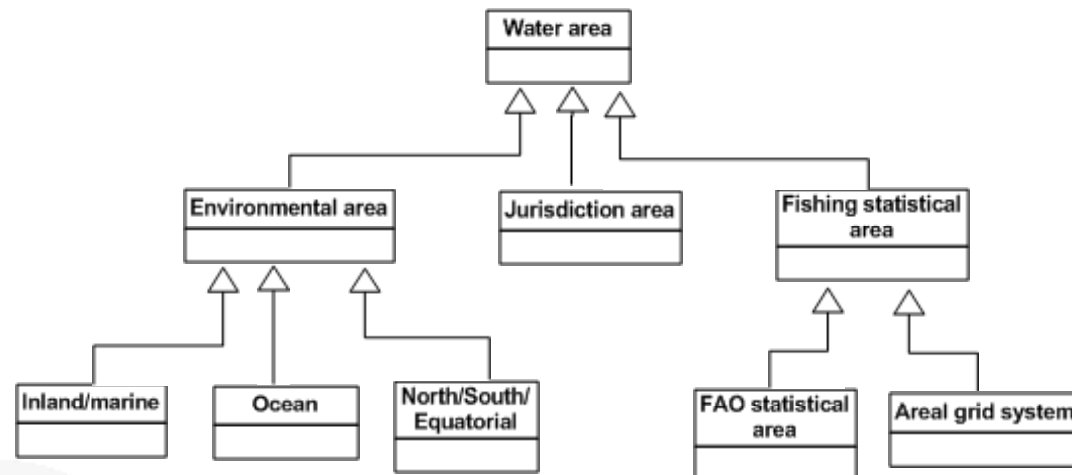 Water area
Environmental area
Jurisdiction area
Fishing statistical
area
Inland/marine
Ocean
North/South/
Equatorial
FAO statistical
area
Areal grid system